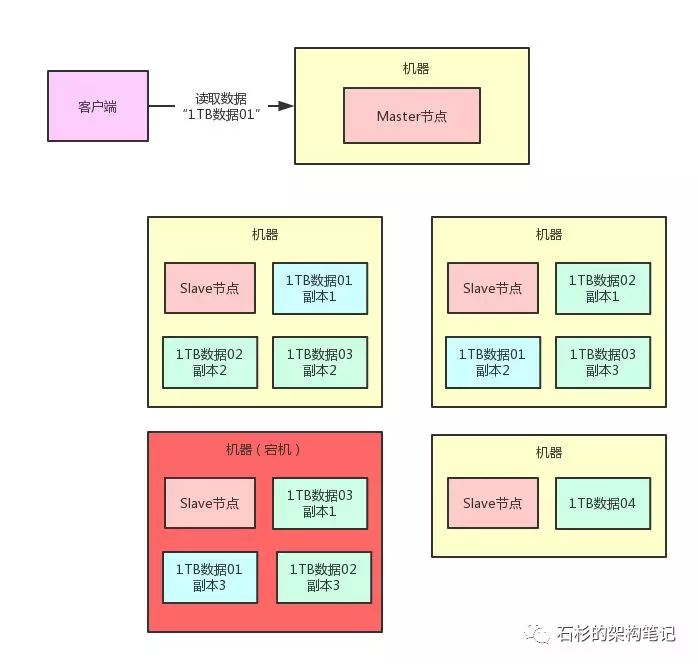 机器
客户端
读取数据
“1TB数据01”
Master节点
机器
Slave节点
1TB数据01
副本1
1TB数据02
副本2
1TB数据03
副本2
机器
Slave节点
1TB数据02
副本1
1TB数据01
副本2
1TB数据03
副本3
机器（宕机）
Slave节点
1TB数据03
副本1
1TB数据01
副本3
1TB数据02
副本3
机器
Slave节点
1TB数据04
石杉的架构笔记